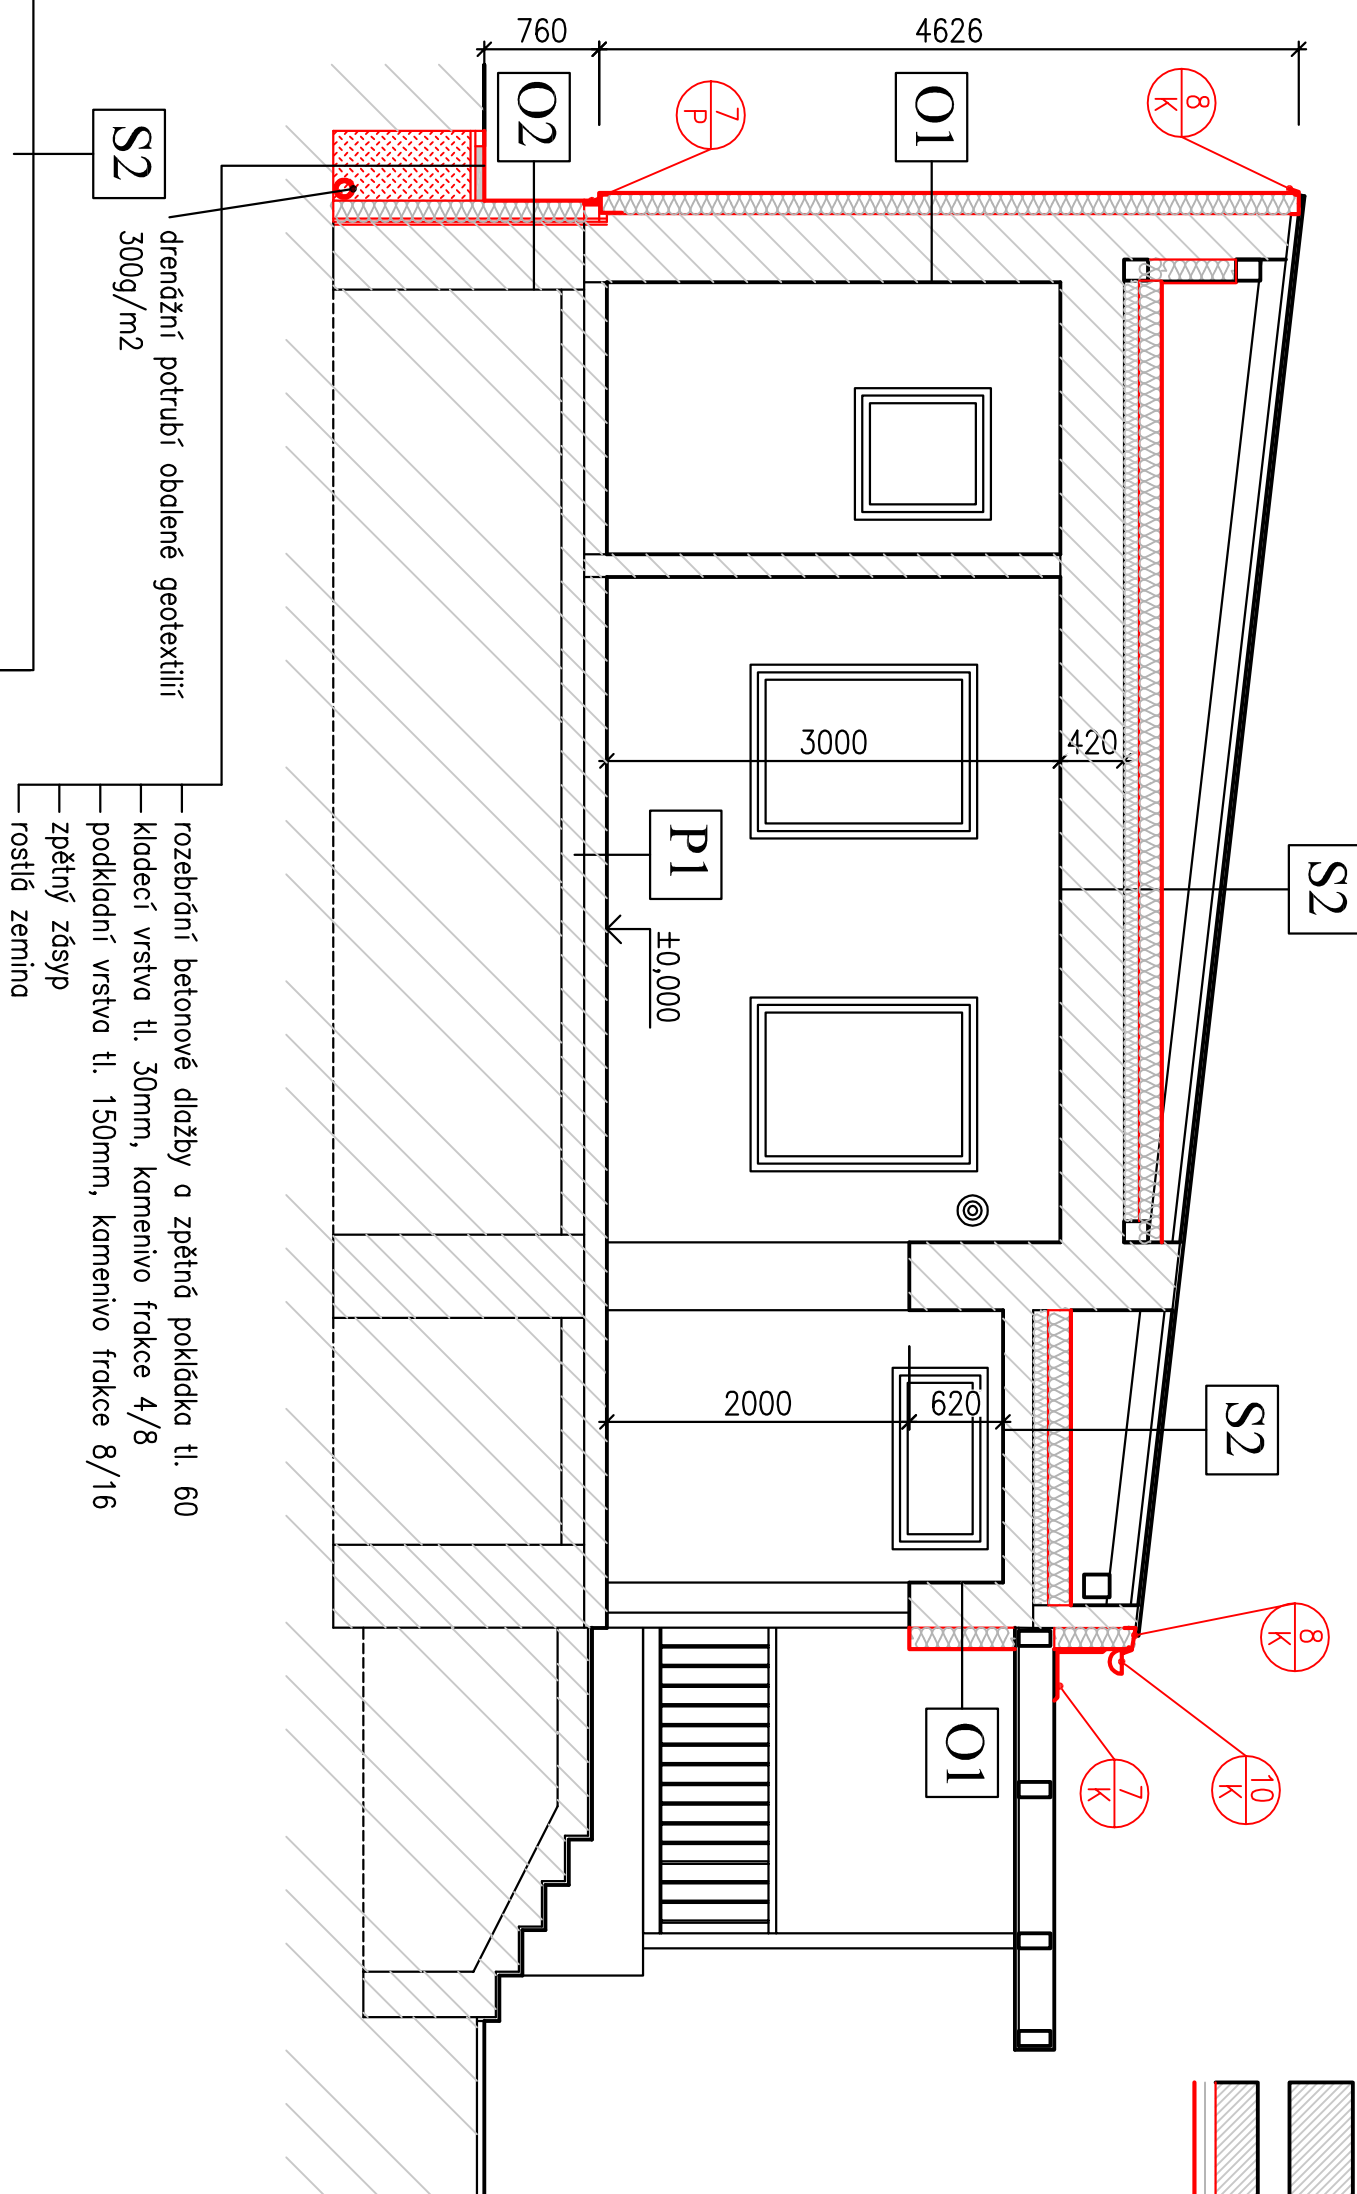 760
4626
O2
O1
7
P
8
K
S2
drenážní potrubí obalené geotextilií
300g/m2
3000
420
P1
±0,000
S2
2000
620
S2
O1
8
K
10
K
7
K
rozebrání betonové dlažby a zpětná pokládka tl. 60
kladecí vrstva tl. 30mm, kamenivo frakce 4/8
podkladní vrstva tl. 150mm, kamenivo frakce 8/16
zpětný zásyp
rostlá zemina